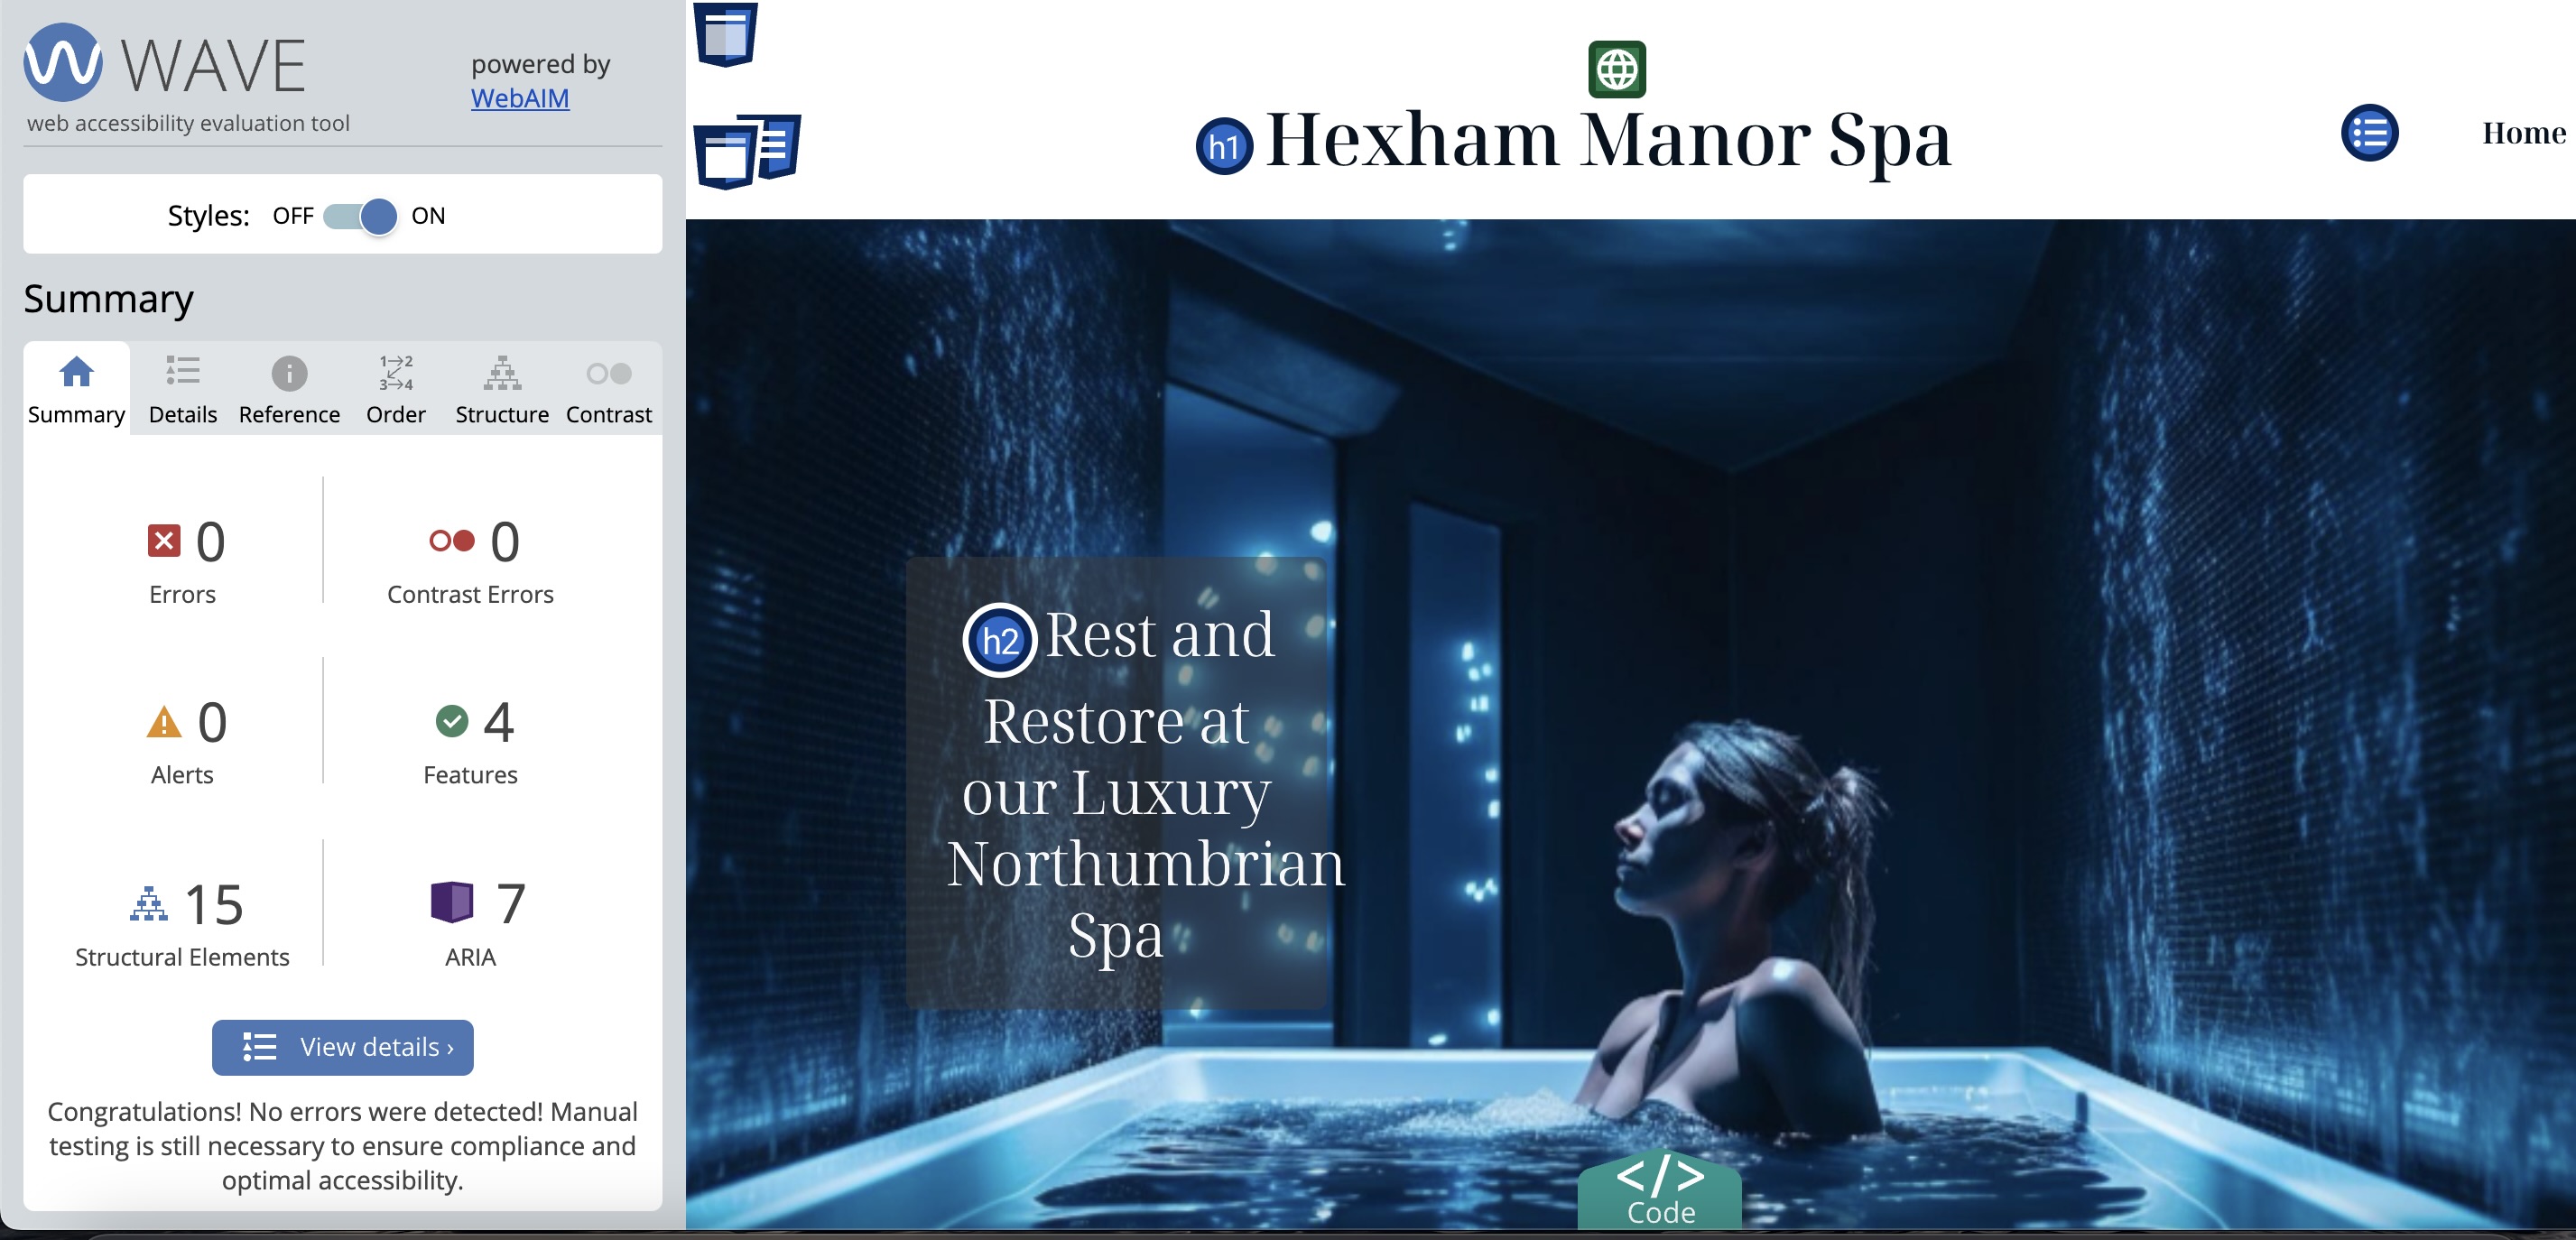 WAVE
powered by
WebAIM
web accessibility evaluation tool
Styles: OFF ON
Summary
1→2
3→4
Summary Details Reference Order Structure Contrast
0 0
Errors Contrast Errors
0 4
Alerts Features
15 7
Structural Elements ARIA
View details ›
Congratulations! No errors were detected! Manual
testing is still necessary to ensure compliance and
optimal accessibility.
h1 Hexham Manor Spa
Home
h2 Rest and
Restore at
our Luxury
Northumbrian
Spa
</>
Code